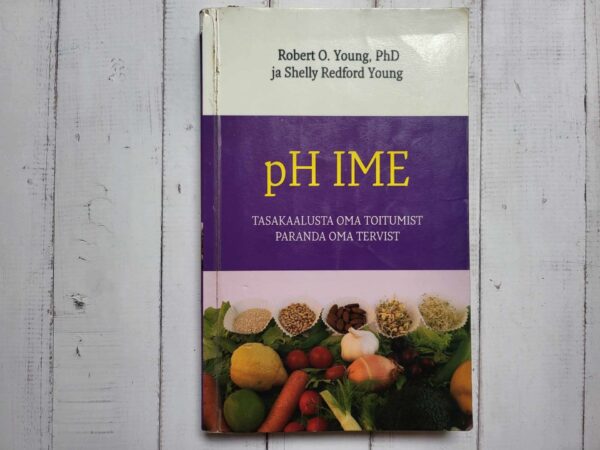 Robert O. Young, PhD
ja Shelly Redford Young
pH IME
TASAKAALUSTA OMA TOITUMIST
PARANDA OMA TERVIST